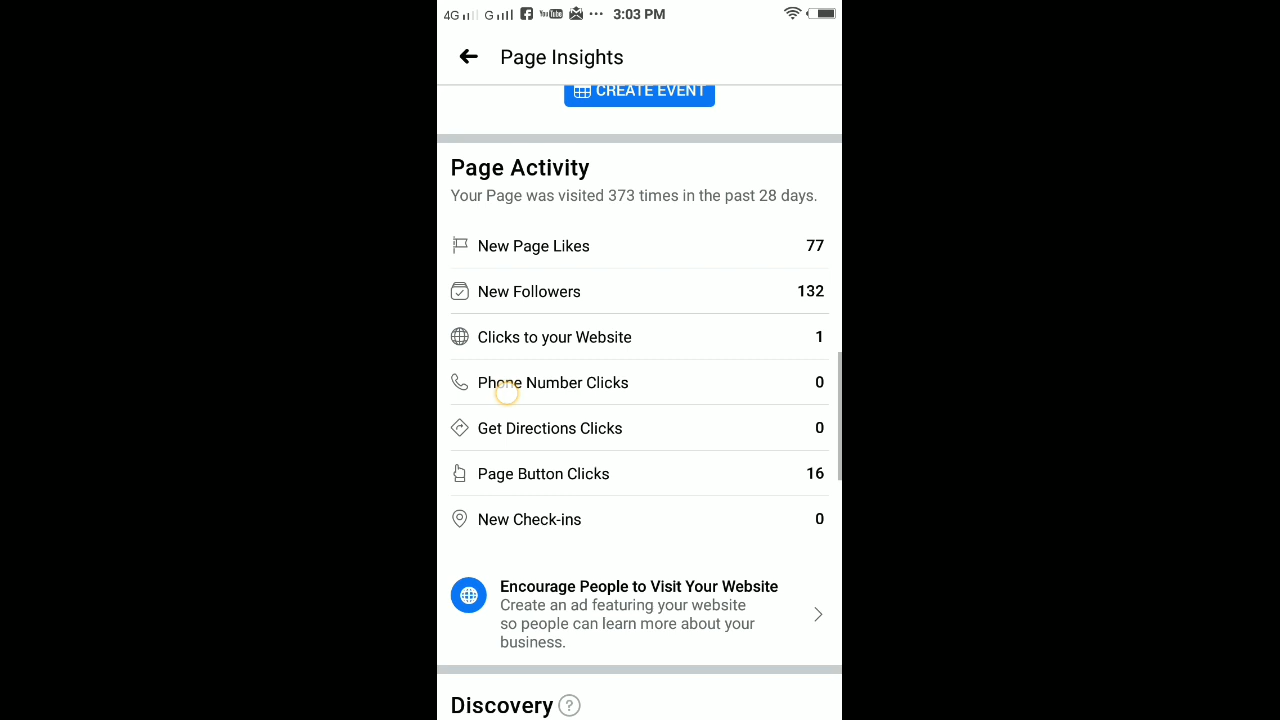 4G G YouTube ... 3:03 PM
Page Insights
CREATE EVENT
Page Activity
Your Page was visited 373 times in the past 28 days.
New Page Likes 77
New Followers 132
Clicks to your Website 1
Phone Number Clicks 0
Get Directions Clicks 0
Page Button Clicks 16
New Check-ins 0
Encourage People to Visit Your Website
Create an ad featuring your website
so people can learn more about your
business.
Discovery ?